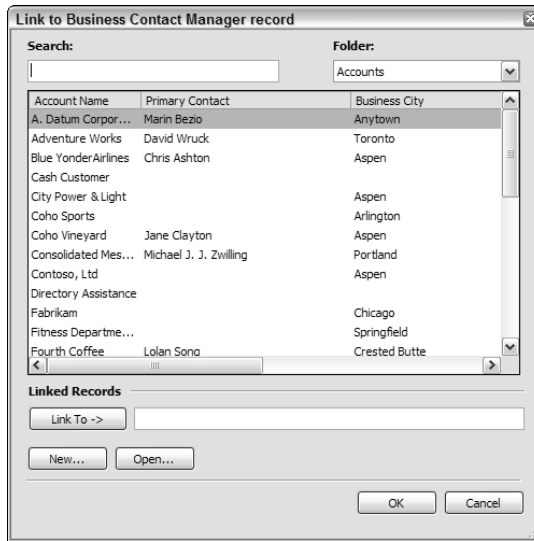 Link to Business Contact Manager record
Search: Folder:
Accounts
Account Name Primary Contact Business City
A. Datum Corpor... Marin Bezio Anytown
Adventure Works David Wruck Toronto
Blue YonderAirlines Chris Ashton Aspen
Cash Customer
City Power & Light Aspen
Coho Sports Arlington
Coho Vineyard Jane Clayton Aspen
Consolidated Mes... Michael J. J. Zwilling Portland
Contoso, Ltd Aspen
Directory Assistance
Fabrikam Chicago
Fitness Departme... Springfield
Fourth Coffee Lolan Song Crested Butte
Linked Records
Link To ->
New... Open...
OK Cancel